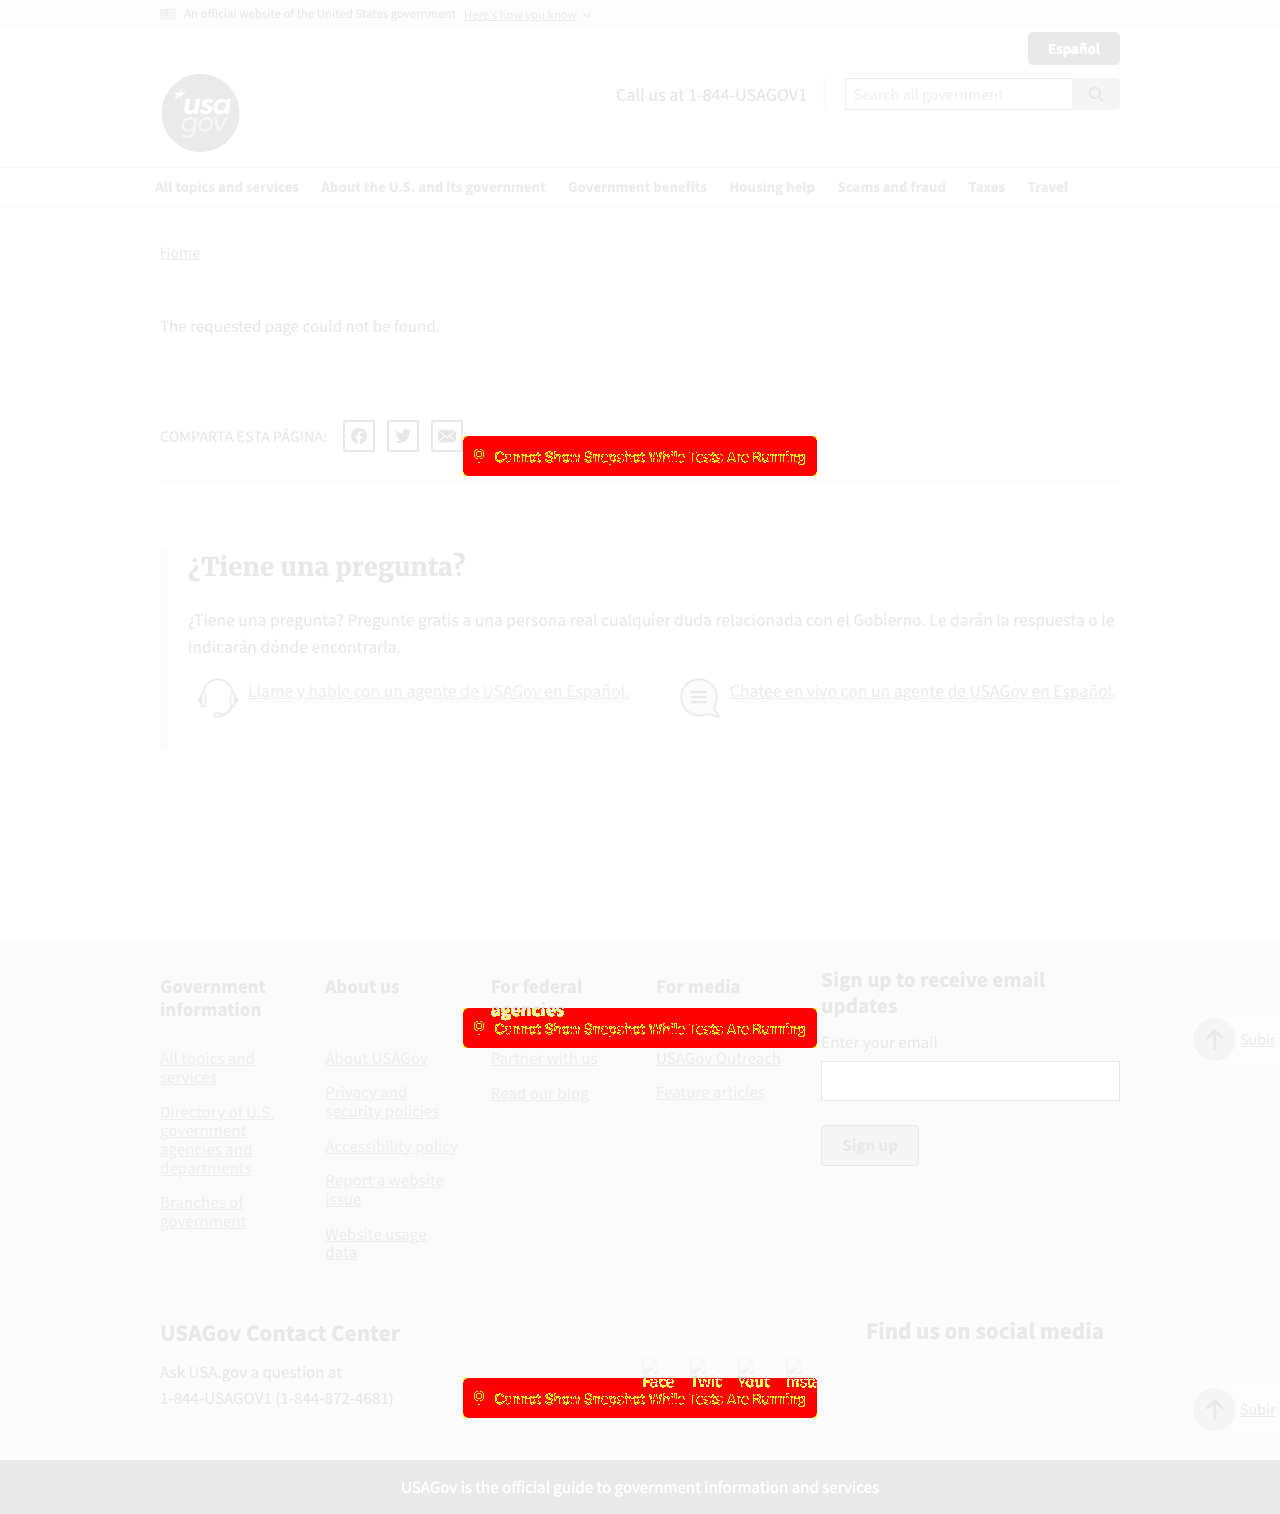 An official website of the United States government Here's how you know
Español
usa
gov
Call us at 1-844-USAGOV1
Search all government
All topics and services About the U.S. and its government Government benefits Housing help Scams and fraud Taxes Travel
Home
The requested page could not be found.
COMPARTA ESTA PÁGINA:
Cannot Show Snapshot While Tests Are Running
¿Tiene una pregunta?
¿Tiene una pregunta? Pregunte gratis a una persona real cualquier duda relacionada con el Gobierno. Le darán la respuesta o le
indicarán dónde encontrarla.
Llame y hable con un agente de USAGov en Español.
Chatee en vivo con un agente de USAGov en Español.
Government
information
All topics and
services
Directory of U.S.
government
agencies and
departments
Branches of
government
About us
About USAGov
Privacy and
security policies
Accessibility policy
Report a website
issue
Website usage
data
For federal
agencies
Cannot Show Snapshot While Tests Are Running
Partner with us
Read our blog
For media
USAGov Outreach
Feature articles
Sign up to receive email
updates
Enter your email
Sign up
Subir
USAGov Contact Center
Ask USA.gov a question at
1-844-USAGOV1 (1-844-872-4681)
Find us on social media
Face Twit Yout Insta
Cannot Show Snapshot While Tests Are Running
Subir
USAGov is the official guide to government information and services